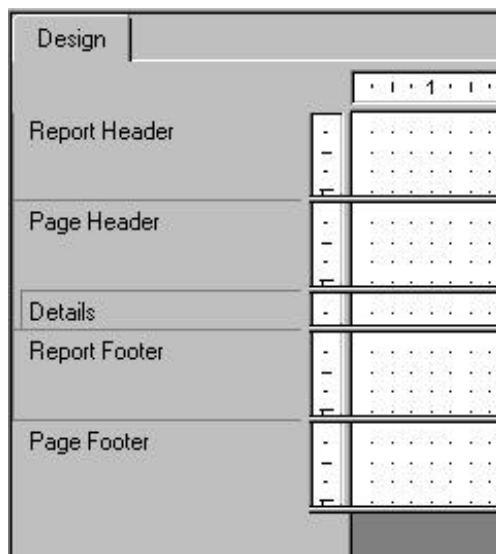 Design
1
Report Header
Page Header
Details
Report Footer
Page Footer